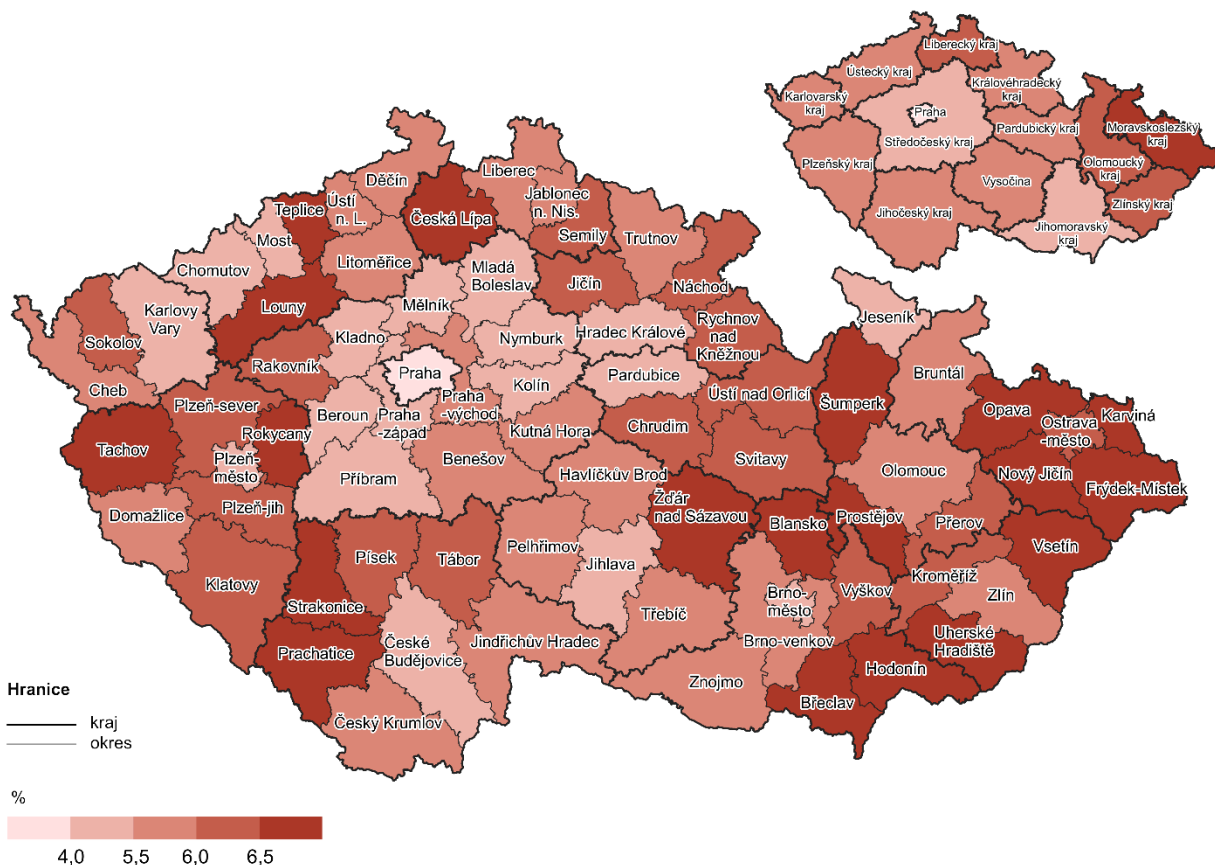 Liberecký kraj
Ústecký kraj
Královéhradecký
kraj
Karlovarský
kraj
Praha
Pardubický kraj
Moravskoslezský
kraj
Středočeský kraj
Plzeňský kraj
Olomoucký
kraj
Vysočina
Zlínský kraj
Jihočeský kraj
Jihomoravský
kraj
Děčín
Liberec
Ústí
n. L.
Jablonec
n. Nis.
Teplice
Česká Lípa
Most
Semily
Trutnov
Chomutov
Litoměřice
Mladá
Boleslav
Jičín
Náchod
Karlovy
Vary
Louny
Mělník
Jeseník
Sokolov
Kladno
Nymburk
Hradec Králové
Rychnov
nad
Kněžnou
Rakovník
Praha
Cheb
Kolín
Pardubice
Bruntál
Plzeň-sever
Beroun
Praha
-západ
Praha
-východ
Ústí nad Orlicí
Šumperk
Opava
Karviná
Ostrava-
město
Tachov
Rokycany
Kutná Hora
Chrudim
Plzeň-
město
Benešov
Svitavy
Olomouc
Nový Jičín
Frýdek-Místek
Příbram
Havlíčkův Brod
Domažlice
Plzeň-jih
Žďár
nad Sázavou
Blansko
Prostějov
Přerov
Vsetín
Písek
Tábor
Pelhřimov
Jihlava
Klatovy
Kroměříž
Strakonice
Brno-
město
Vyškov
Zlín
Třebíč
Prachatice
České
Budějovice
Jindřichův Hradec
Brno-venkov
Uherské
Hradiště
Znojmo
Hodonín
Břeclav
Český Krumlov
Hranice
kraj
okres
%
4,0 5,5 6,0 6,5